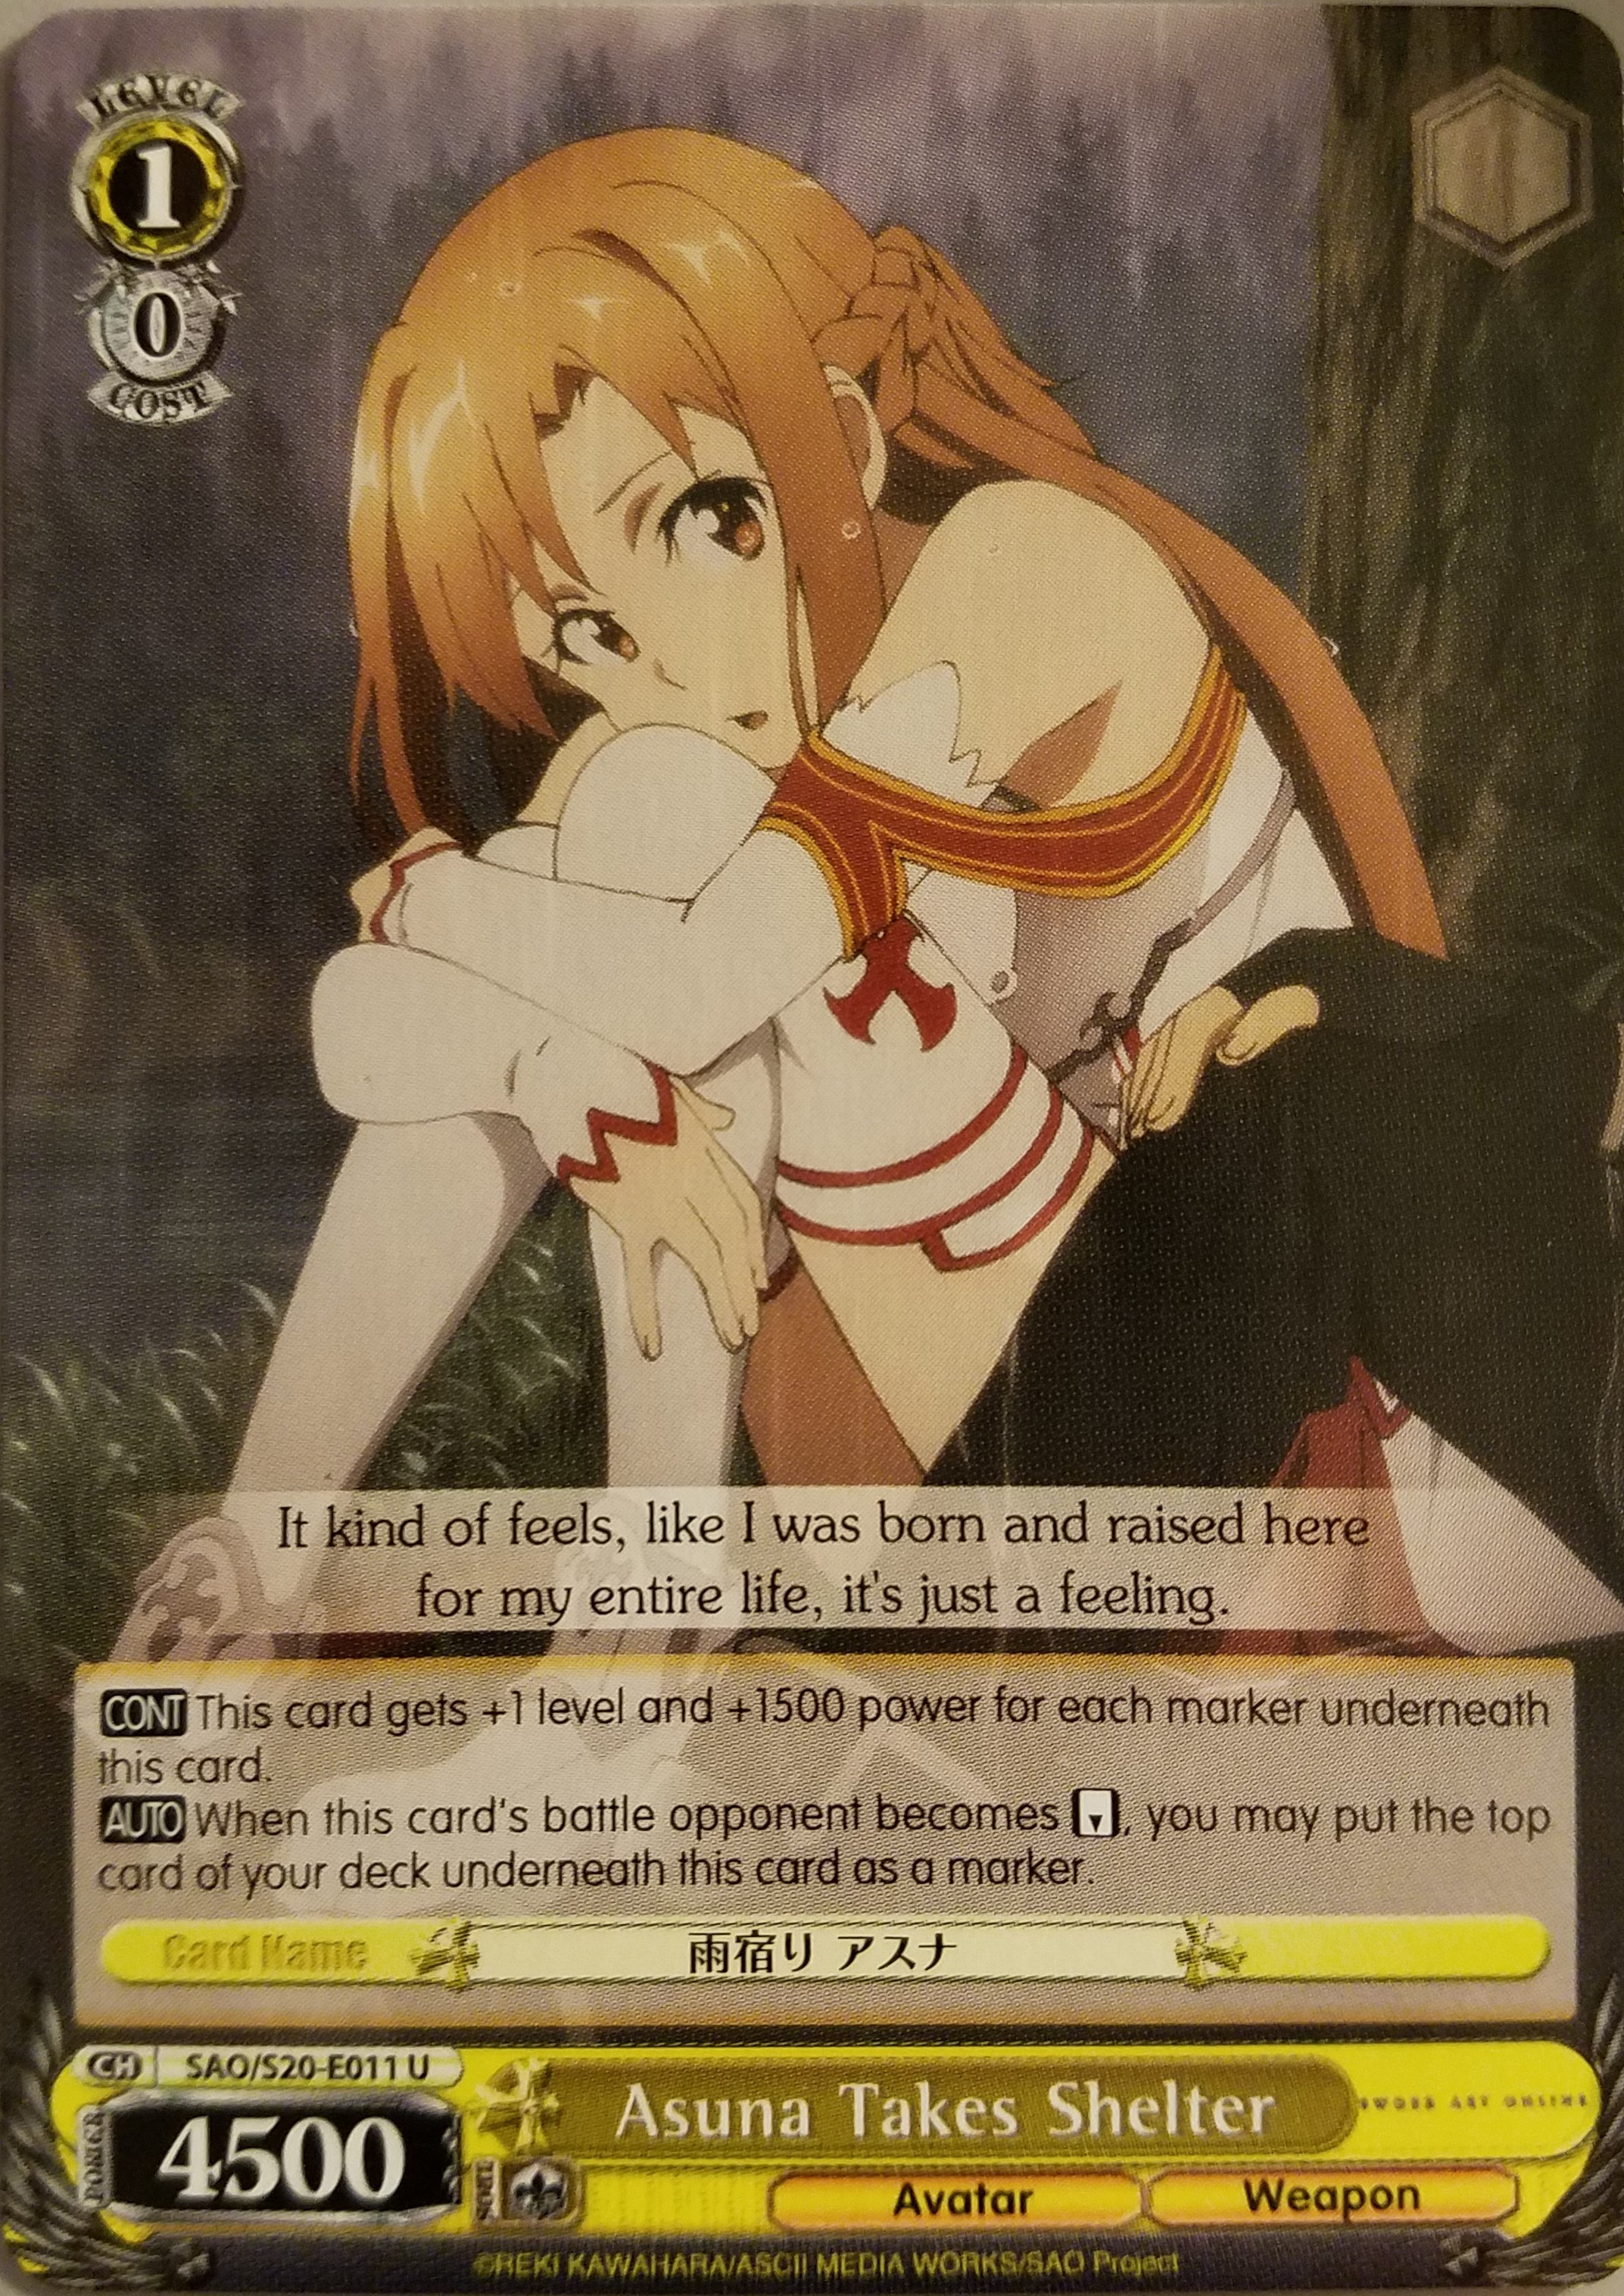 LEVEL
1
0
COST
It kind of feels, like I was born and raised here
for my entire life, it's just a feeling.
CONT This card gets +1 level and +1500 power for each marker underneath
this card.
AUTO When this card's battle opponent becomes , you may put the top
card of your deck underneath this card as a marker.
Card Name 雨宿り アスナ
CH SAO/S20-E011 U
Asuna Takes Shelter SWORD ART ONLINE
POWER 4500 SOUL Avatar Weapon
©REKI KAWAHARA/ASCII MEDIA WORKS/SAO Project